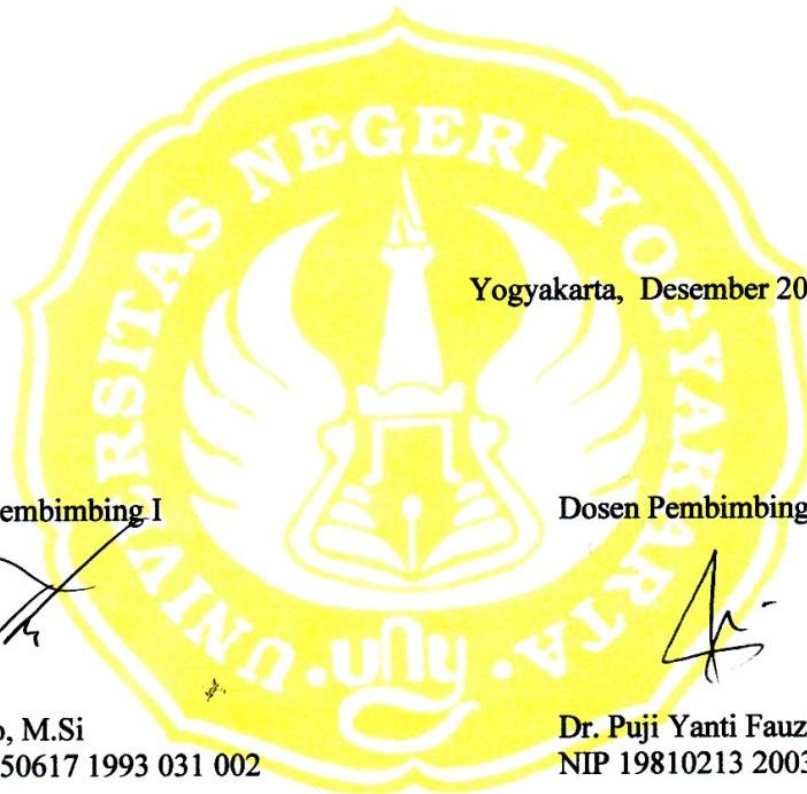 UNIVERSITAS NEGERI YOGYAKARTA
uny
Yogyakarta, Desember 20
embimbing I
Dosen Pembimbing
o, M.Si
50617 1993 031 002
Dr. Puji Yanti Fauz
NIP 19810213 2003